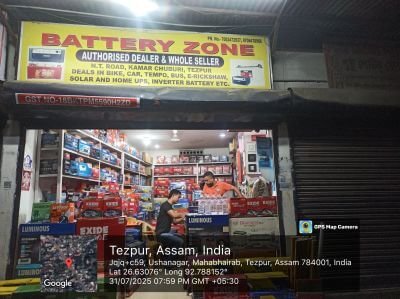 BATTERY ZONE
AUTHORISED DEALER & WHOLE SELLER
N.T. ROAD, KAMAR CHUBURI, TEZPUR
DEALS IN BIKE, CAR, TEMPO, BUS, E-RICKSHAW,
SOLAR AND HOME UPS, INVERTER BATTERY ETC.
LUMINOUS
LUMINOUS
EXIDE
EXIDE
GPS Map Camera
Tezpur, Assam, India
Jqjq+c59, Ushanagar, Mahabhairab, Tezpur, Assam 784001, India
Lat 26.63076° Long 92.788152°
31/07/2025 07:59 PM GMT +05:30
Google